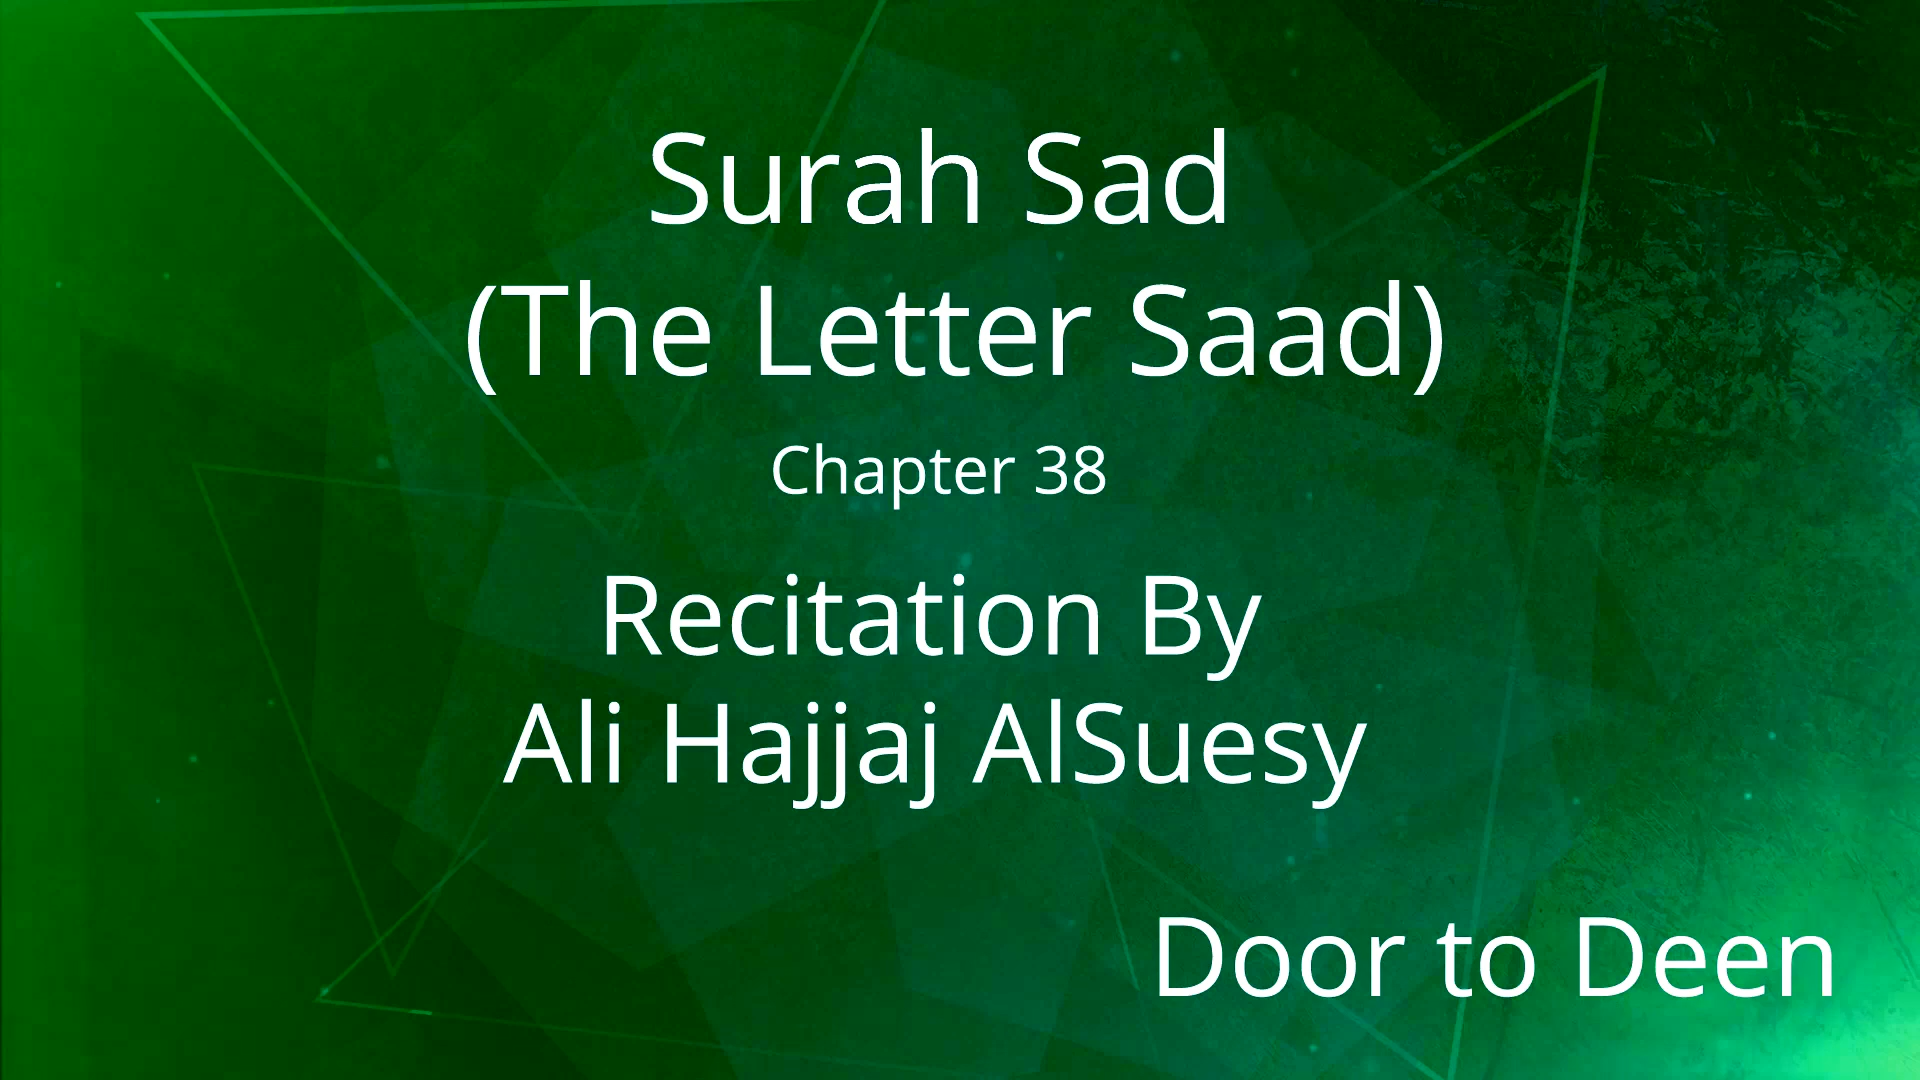 Surah Sad
(The Letter Saad)
Chapter 38
Recitation By
Ali Hajjaj AlSuesy
Door to Deen